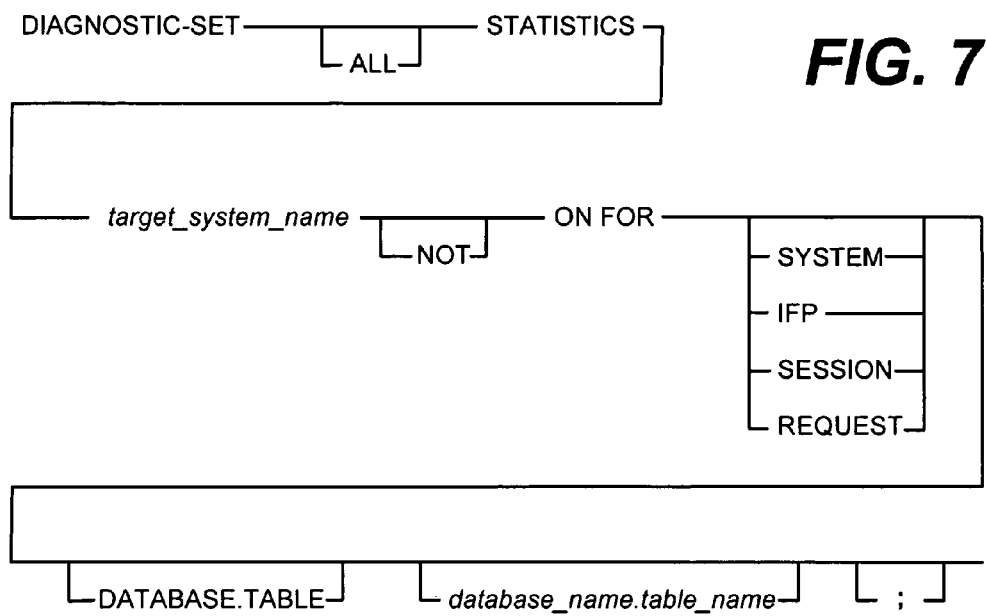 DIAGNOSTIC-SET STATISTICS
ALL
FIG. 7
target_system_name ON FOR
NOT
SYSTEM
IFP
SESSION
REQUEST
DATABASE.TABLE database_name.table_name ;